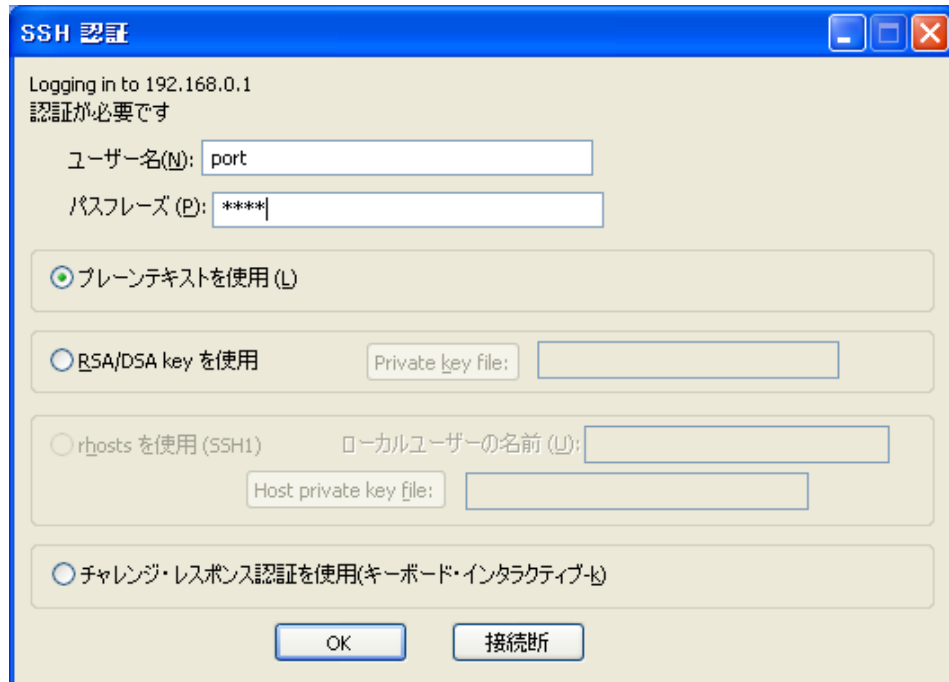 SSH 認証
Logging in to 192.168.0.1
認証が必要です
ユーザー名(N): port
パスフレーズ (P): ****
プレーンテキストを使用 (L)
RSA/DSA key を使用 Private key file:
rhosts を使用 (SSH1) ローカルユーザーの名前 (U):
Host private key file:
チャレンジ・レスポンス認証を使用(キーボード・インタラクティブ-k)
OK 接続断